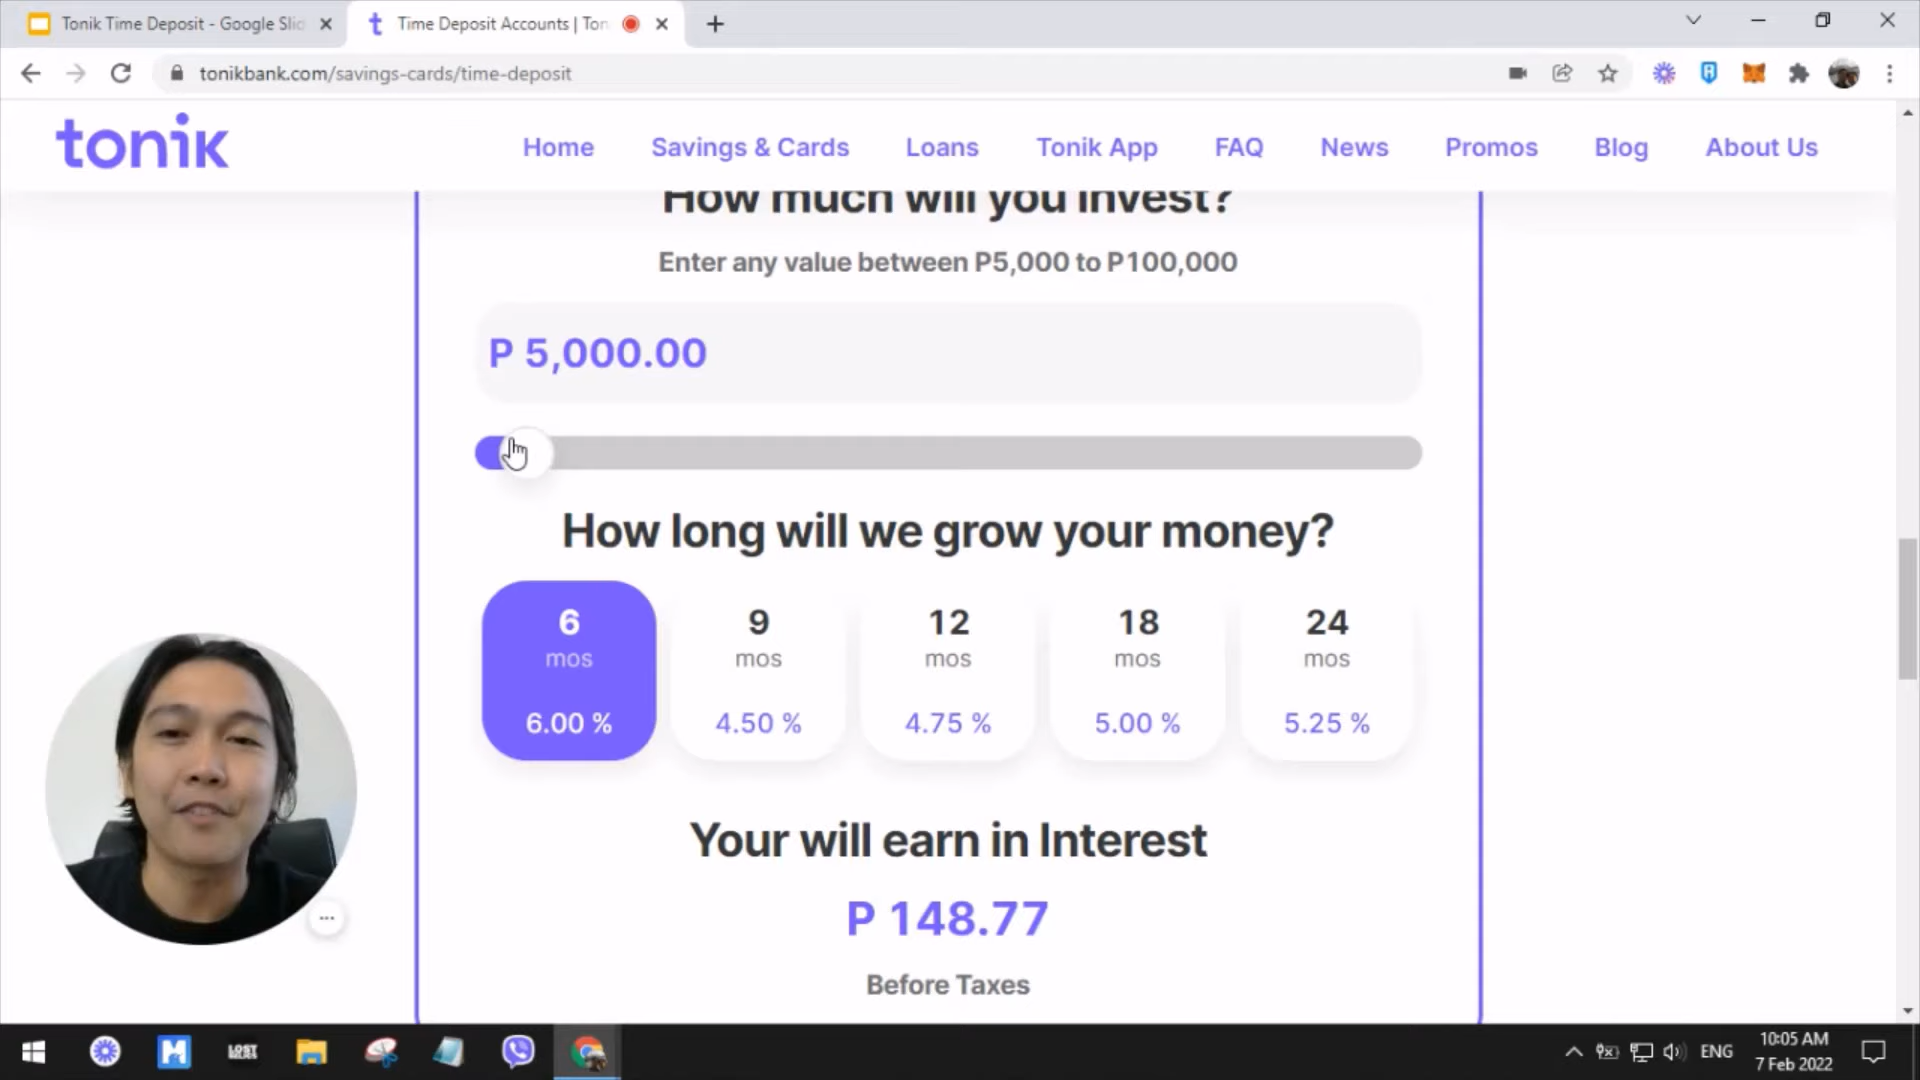 Tonik Time Deposit - Google Slid
Time Deposit Accounts | Ton
tonikbank.com/savings-cards/time-deposit
tonik
Home
Savings & Cards
Loans
Tonik App
FAQ
News
Promos
Blog
About Us
How much will you invest?
Enter any value between P5,000 to P100,000
P 5,000.00
How long will we grow your money?
6
mos
6.00 %
9
mos
4.50 %
12
mos
4.75 %
18
mos
5.00 %
24
mos
5.25 %
Your will earn in Interest
P 148.77
Before Taxes
LOST
ENG
10:05 AM
7 Feb 2022